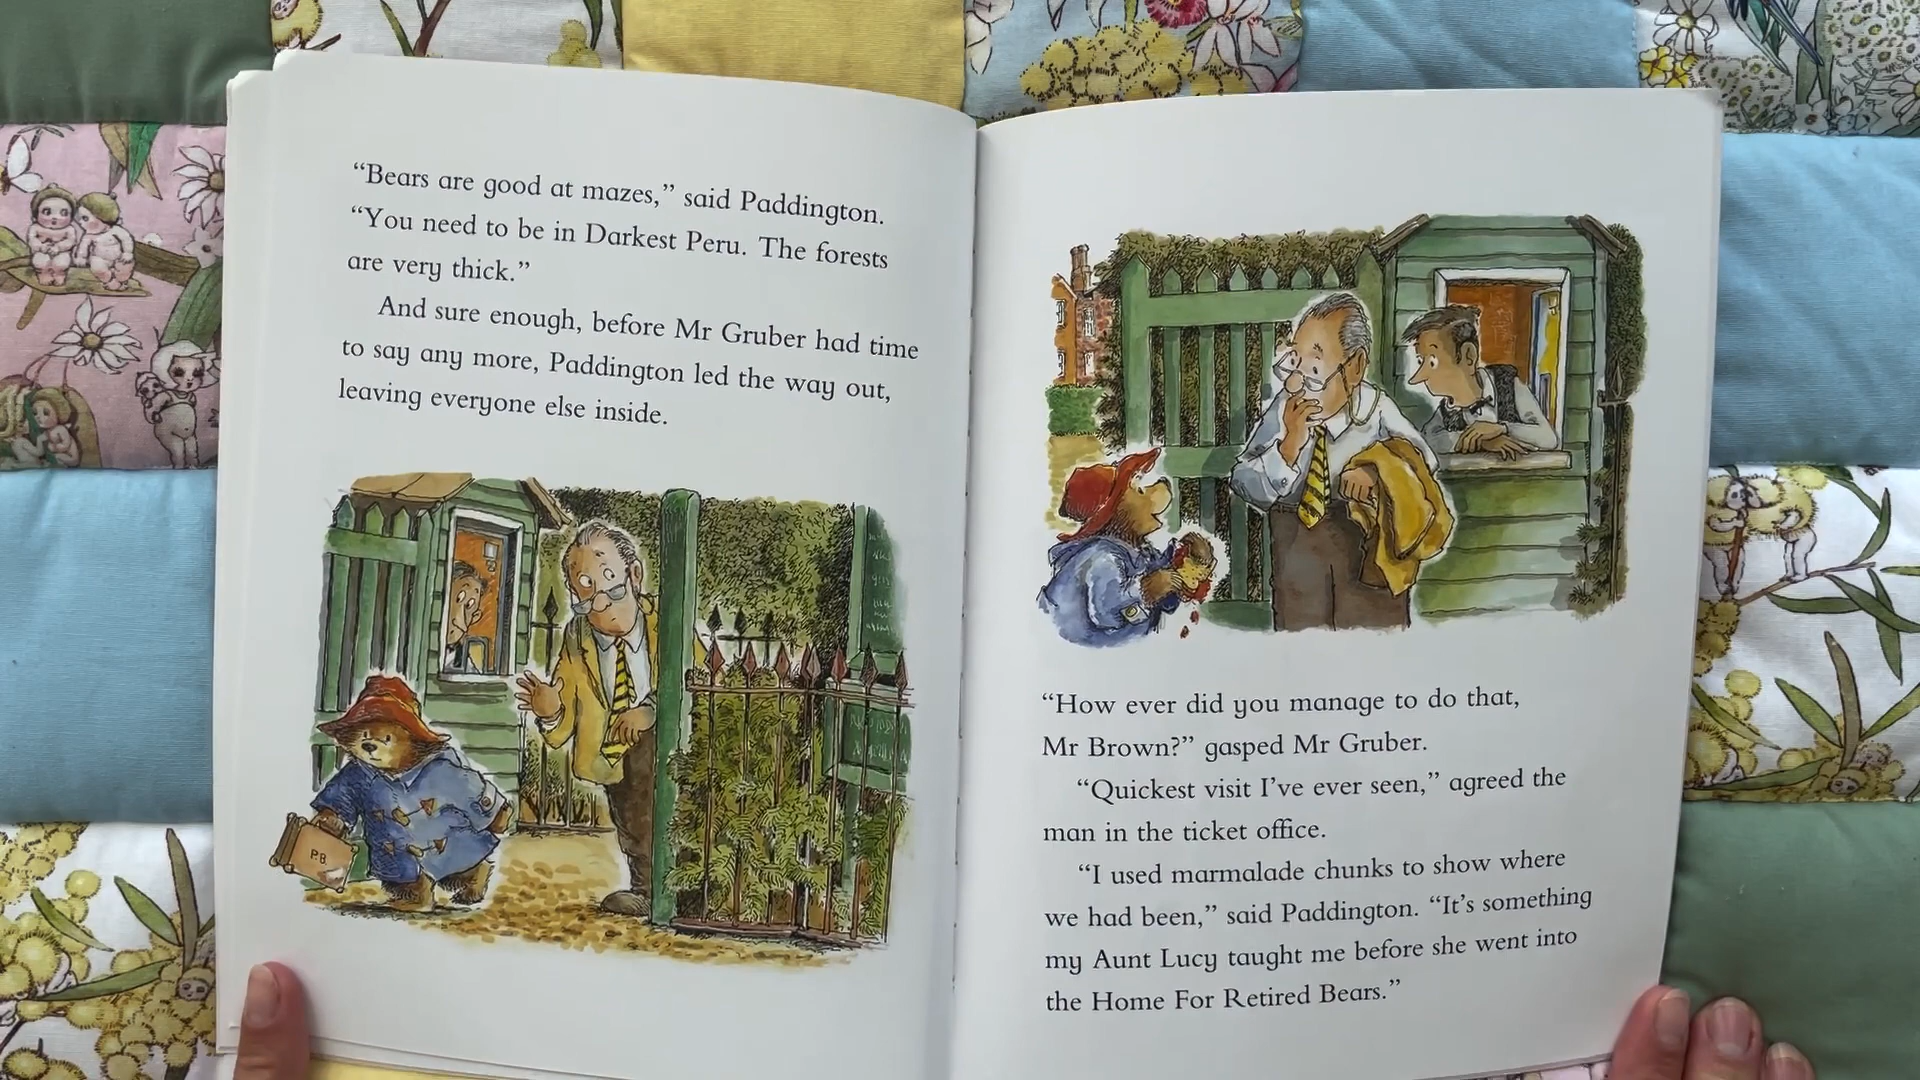 “Bears are good at mazes,” said Paddington.
“You need to be in Darkest Peru. The forests
are very thick.”
And sure enough, before Mr Gruber had time
to say any more, Paddington led the way out,
leaving everyone else inside.
P.B.
“How ever did you manage to do that,
Mr Brown?” gasped Mr Gruber.
“Quickest visit I’ve ever seen,” agreed the
man in the ticket office.
“I used marmalade chunks to show where
we had been,” said Paddington. “It’s something
my Aunt Lucy taught me before she went into
the Home For Retired Bears.”